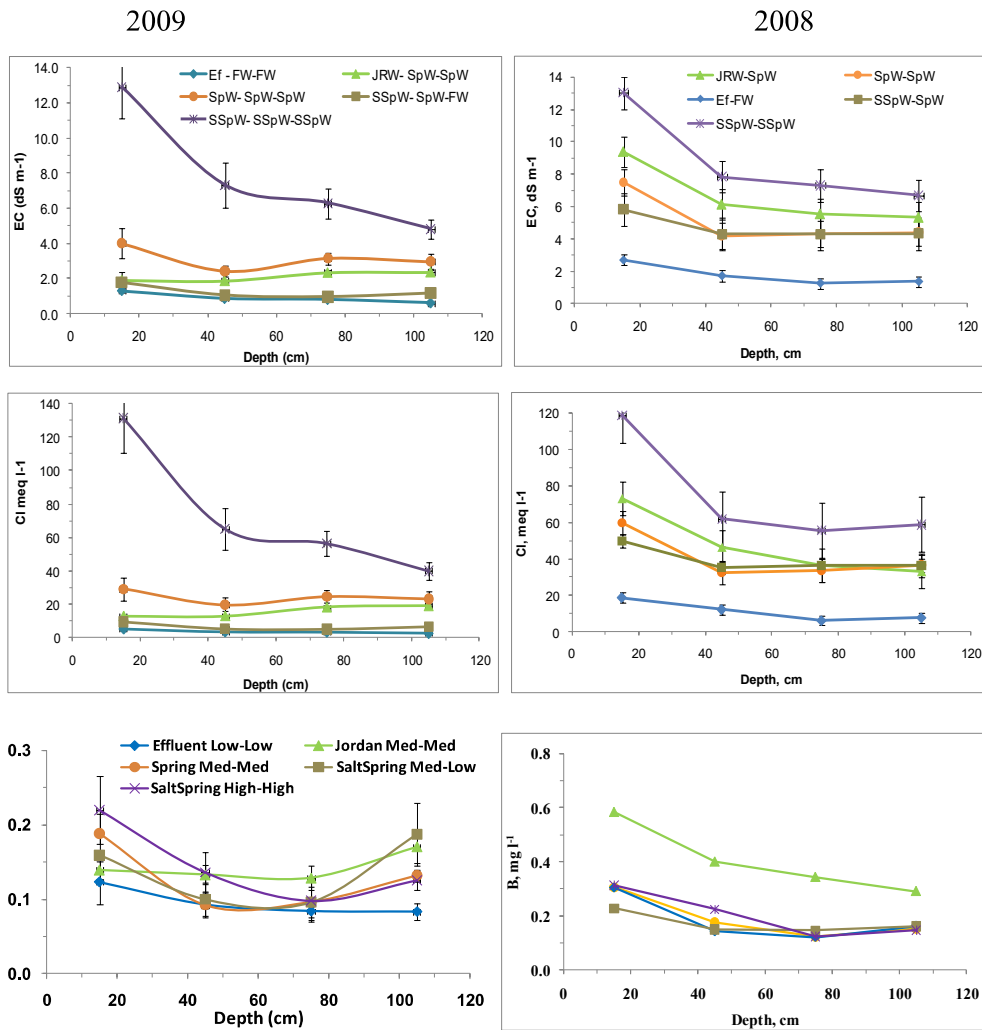 2009
2008
14.0
12.0
10.0
8.0
6.0
4.0
2.0
0.0
EC (dS m-1)
Ef - FW-FW
JRW- SpW-SpW
SpW- SpW-SpW
SSpW- SpW-FW
SSpW- SSpW-SSpW
0 20 40 60 80 100 120
Depth (cm)
14
12
10
8
6
4
2
0
EC, dS m-1
JRW-SpW
SpW-SpW
Ef-FW
SSpW-SpW
SSpW-SSpW
0 20 40 60 80 100 120
Depth, cm
140
120
100
80
60
40
20
0
Cl meq l-1
0 20 40 60 80 100 120
Depth (cm)
120
100
80
60
40
20
0
Cl, meq l-1
0 20 40 60 80 100 120
Depth, cm
0.3
0.2
0.1
0.0
Effluent Low-Low
Jordan Med-Med
Spring Med-Med
SaltSpring Med-Low
SaltSpring High-High
0 20 40 60 80 100 120
Depth (cm)
0.8
0.6
0.4
0.2
0.0
B, mg l-1
0 20 40 60 80 100 120
Depth, cm